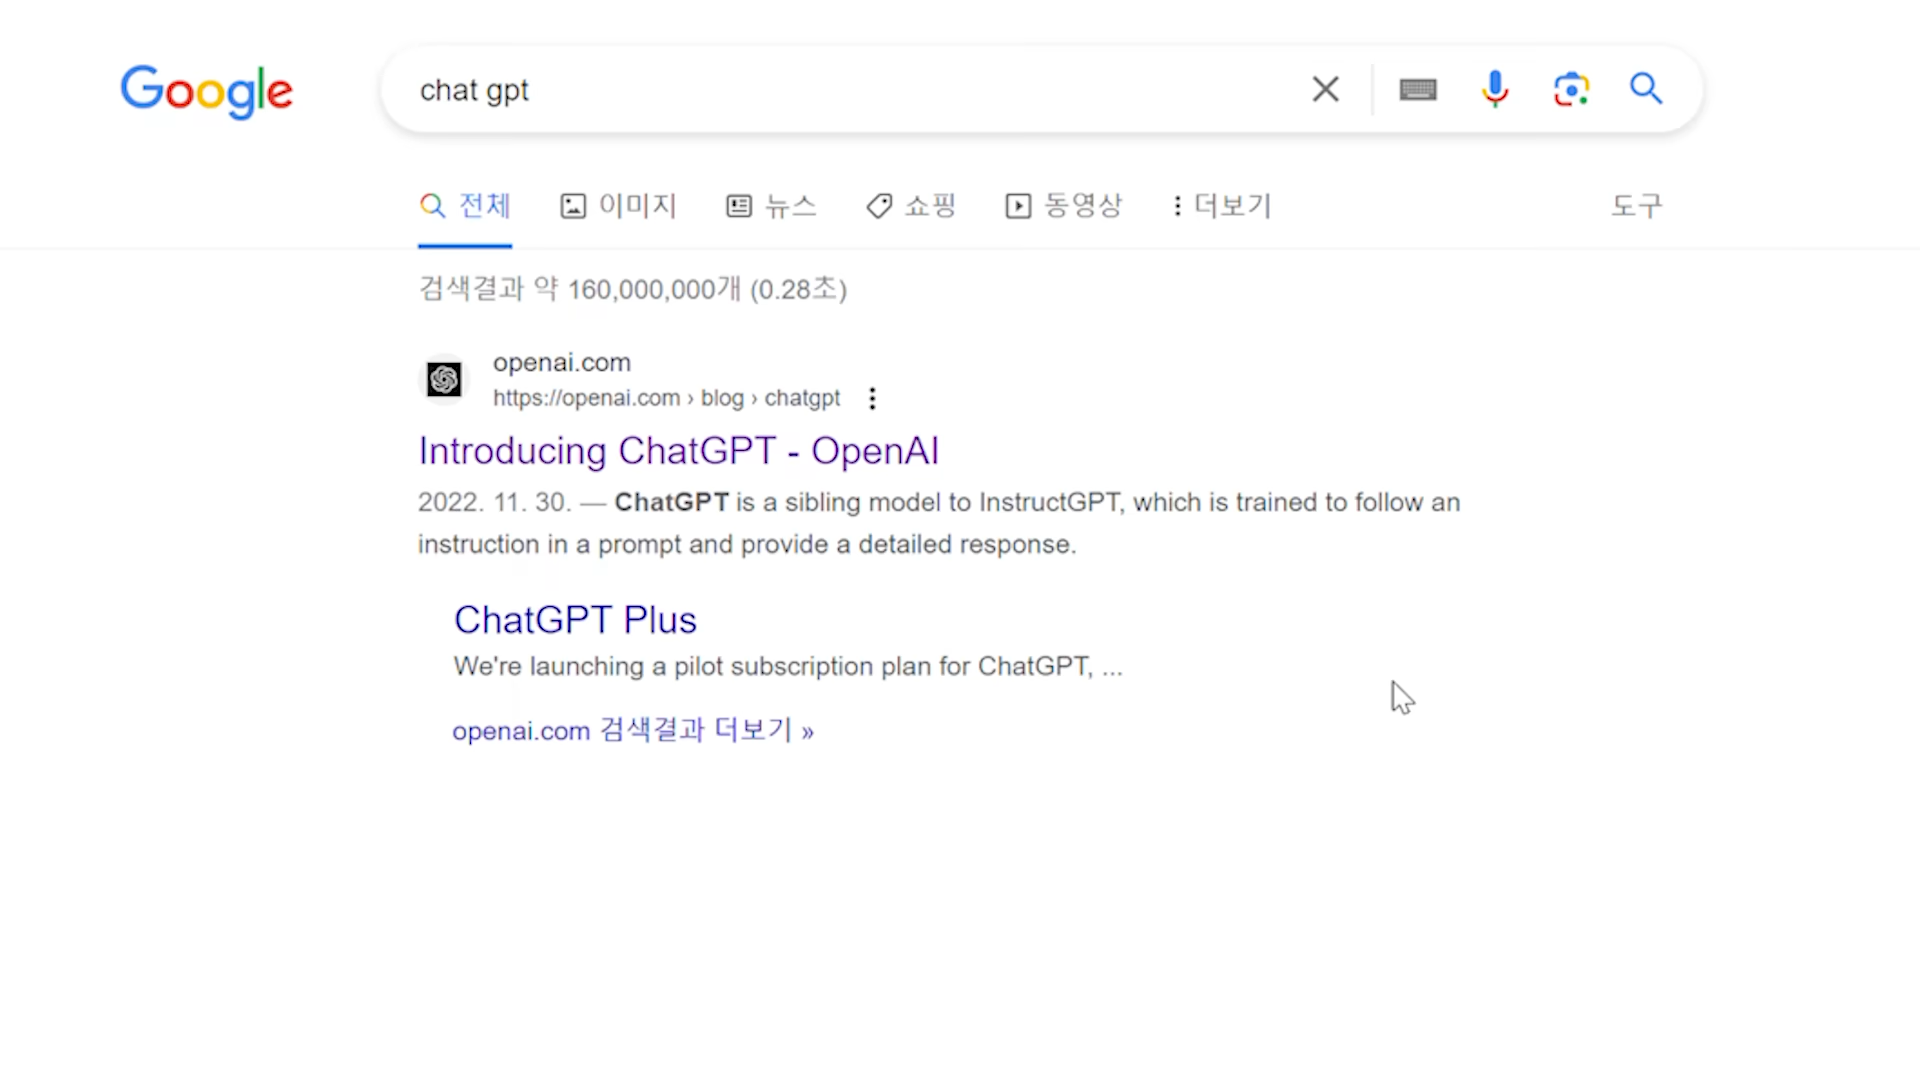 Google
chat gpt
전체 이미지 뉴스 쇼핑 동영상 더보기 도구
검색결과 약 160,000,000개 (0.28초)
openai.com
https://openai.com › blog › chatgpt
Introducing ChatGPT - OpenAI
2022. 11. 30. — ChatGPT is a sibling model to InstructGPT, which is trained to follow an
instruction in a prompt and provide a detailed response.
ChatGPT Plus
We're launching a pilot subscription plan for ChatGPT, ...
openai.com 검색결과 더보기 »